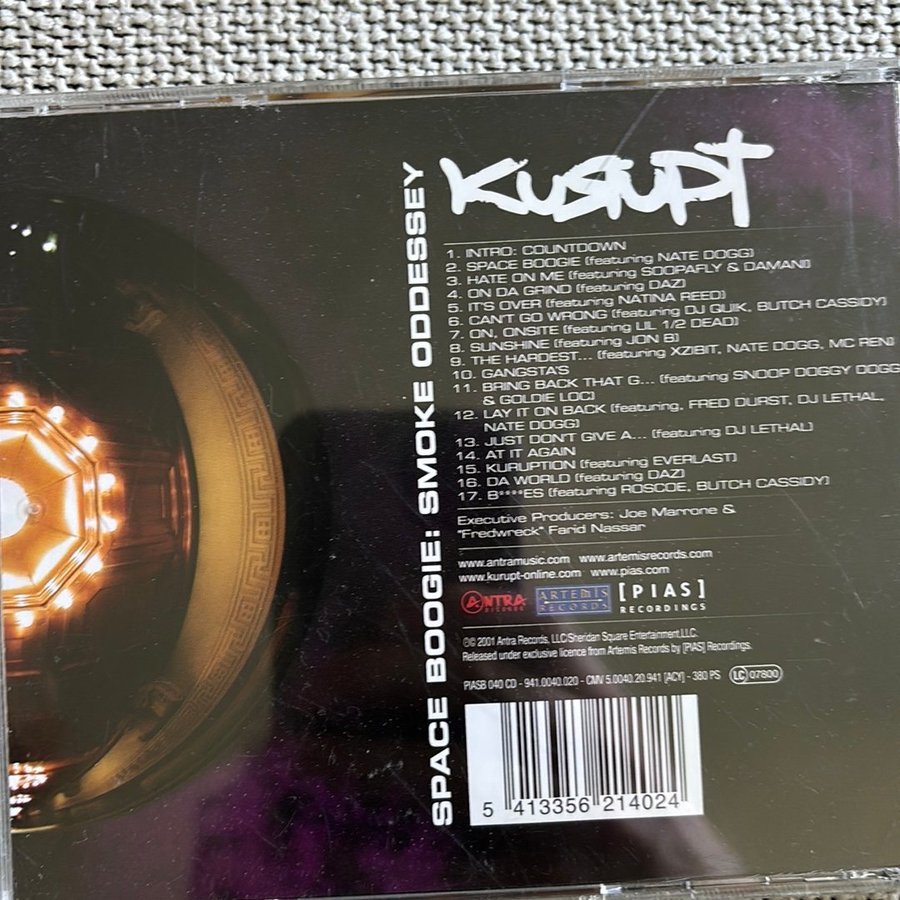 KURUPT
SPACE BOOGIE: SMOKE ODDESSEY
1. INTRO: COUNTDOWN
2. SPACE BOOGIE (featuring NATE DOGG)
3. HATE ON ME (featuring SOOPAFLY & DAMANI)
4. ON DA GRIND (featuring DAZ)
5. IT'S OVER (featuring NATINA REED)
6. CAN'T GO WRONG (featuring DJ QUIK, BUTCH CASSIDY)
7. ON, ONSITE (featuring LIL 1/2 DEAD)
8. SUNSHINE (featuring JON B)
9. THE HARDEST... (featuring XZIBIT, NATE DOGG, MC REN)
10. GANGSTA'S
11. BRING BACK THAT G... (featuring SNOOP DOGGY DOGG
& GOLDIE LOC)
12. LAY IT ON BACK (featuring, FRED DURST, DJ LETHAL,
NATE DOGG)
13. JUST DON'T GIVE A... (featuring DJ LETHAL)
14. AT IT AGAIN
15. KURUPTION (featuring EVERLAST)
16. DA WORLD (featuring DAZ)
17. B****ES (featuring ROSCOE, BUTCH CASSIDY)
Executive Producers: Joe Marrone &
"Fredwreck" Farid Nassar
www.antramusic.com www.artemisrecords.com
www.kurupt-online.com www.pias.com
ANTRA RECORDS ARTEMIS RECORDS [PIAS] RECORDINGS
℗© 2001 Antra Records, LLC/Sheridan Square Entertainment,LLC.
Released under exclusive licence from Artemis Records by [PIAS] Recordings.
PIASB 040 CD - 941.0040.020 - CMV 5.0040.20.941 [ACY] - 380 PS LC 07800
5 413356 214024